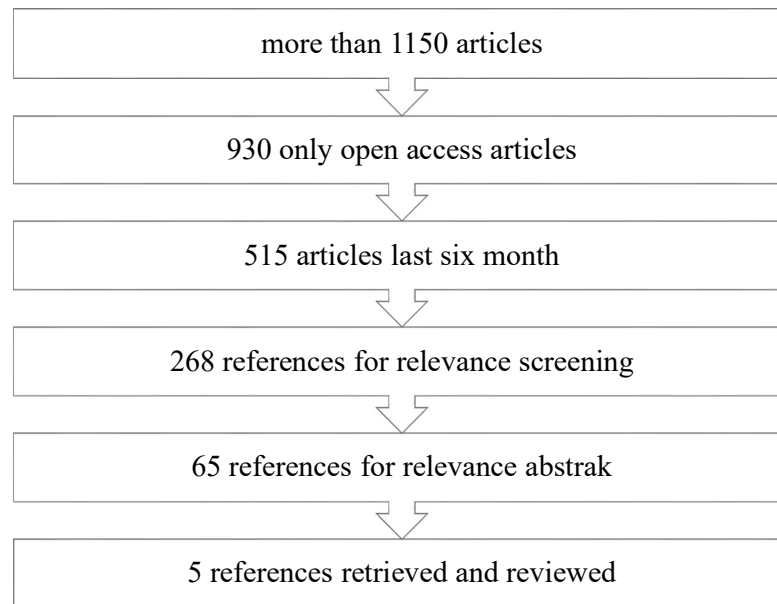 more than 1150 articles
930 only open access articles
515 articles last six month
268 references for relevance screening
65 references for relevance abstrak
5 references retrieved and reviewed